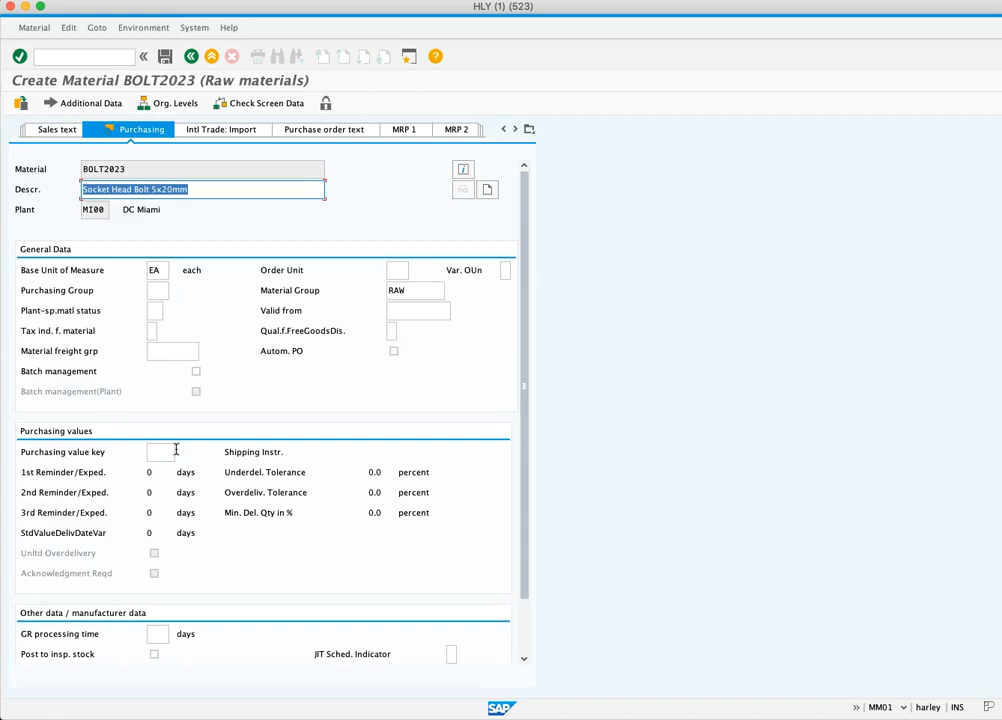 HLY (1) (523)
Material Edit Goto Environment System Help
Create Material BOLT2023 (Raw materials)
Additional Data Org. Levels Check Screen Data
Sales text Purchasing Intl Trade: Import Purchase order text MRP 1 MRP 2
Material BOLT2023
Descr. Socket Head Bolt 5x20mm
Plant MI00 DC Miami
General Data
Base Unit of Measure EA each Order Unit Var. OUn
Purchasing Group Material Group RAW
Plant-sp.matl status Valid from
Tax ind. f. material Qual.f.FreeGoodsDis.
Material freight grp Autom. PO
Batch management
Batch management(Plant)
Purchasing values
Purchasing value key Shipping Instr.
1st Reminder/Exped. 0 days Underdel. Tolerance 0.0 percent
2nd Reminder/Exped. 0 days Overdeliv. Tolerance 0.0 percent
3rd Reminder/Exped. 0 days Min. Del. Qty in % 0.0 percent
StdValueDelivDateVar 0 days
Unltd Overdelivery
Acknowledgment Reqd
Other data / manufacturer data
GR processing time days
Post to insp. stock JIT Sched. Indicator
SAP MM01 harley INS